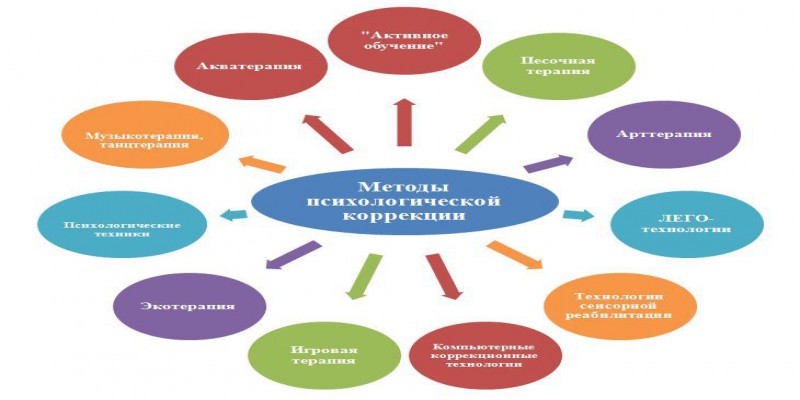 Методы
психологической
коррекции
"Активное
обучение"
Песочная
терапия
Арттерапия
ЛЕГО-
технологии
Технологии
сенсорной
реабилитации
Компьютерные
коррекционные
технологии
Игровая
терапия
Экотерапия
Психологические
техники
Музыкотерапия,
танцтерапия
Акватерапия